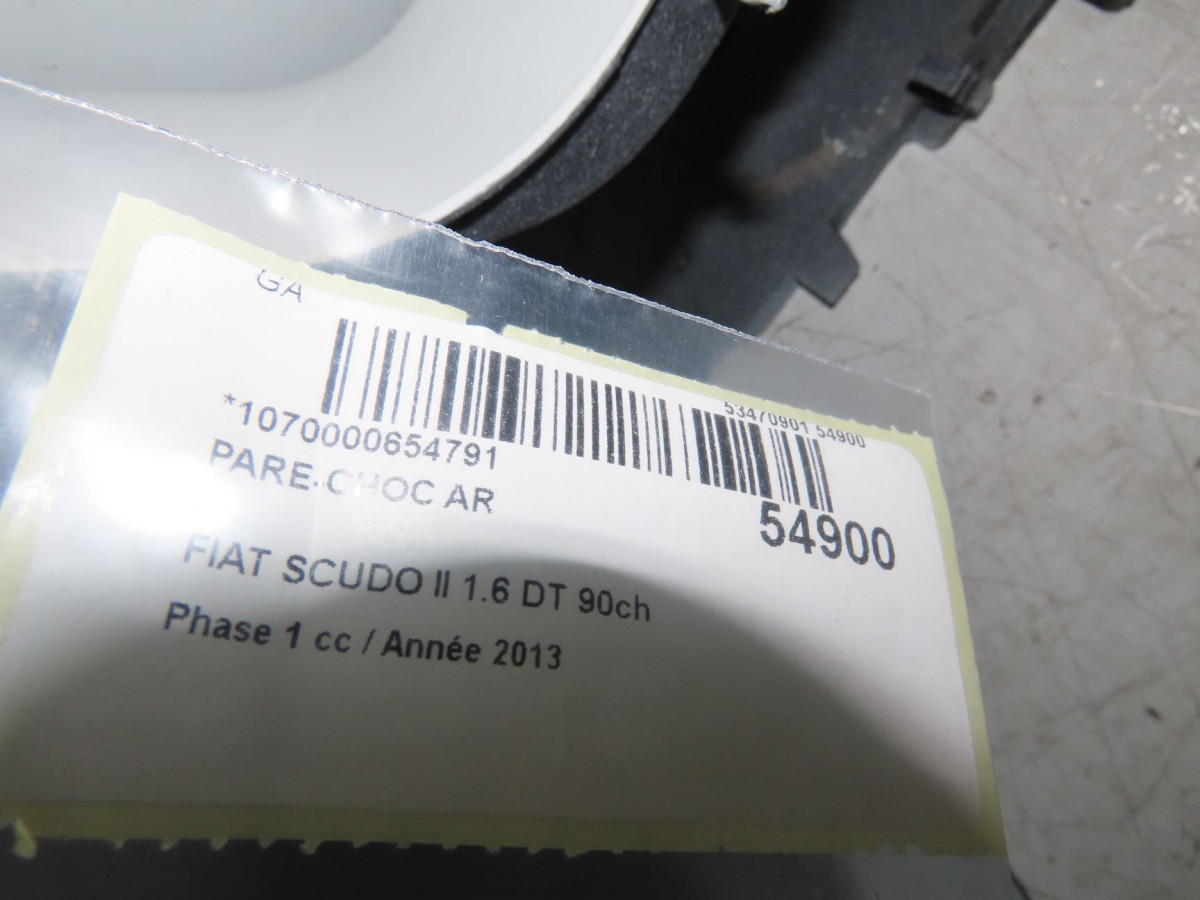 GA
53470901 54900
*1070000654791
PARE-CHOC AR
54900
FIAT SCUDO II 1.6 DT 90ch
Phase 1 cc / Année 2013